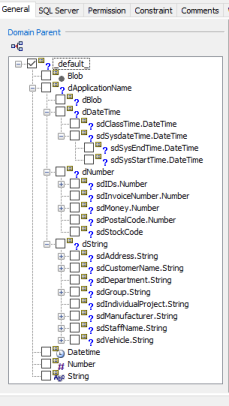 General SQL Server Permission Constraint Comments
Domain Parent
_default_
Blob
dApplicationName
dBlob
dDateTime
sdClassTime.DateTime
sdSysdateTime.DateTime
sdSysEndTime.DateTime
sdSysStartTime.DateTime
dNumber
sdIDs.Number
sdInvoiceNumber.Number
sdMoney.Number
sdPostalCode.Number
sdStockCode
dString
sdAddress.String
sdCustomerName.String
sdDepartment.String
sdGroup.String
sdIndividualProject.String
sdManufacturer.String
sdStaffName.String
sdVehicle.String
Datetime
Number
String